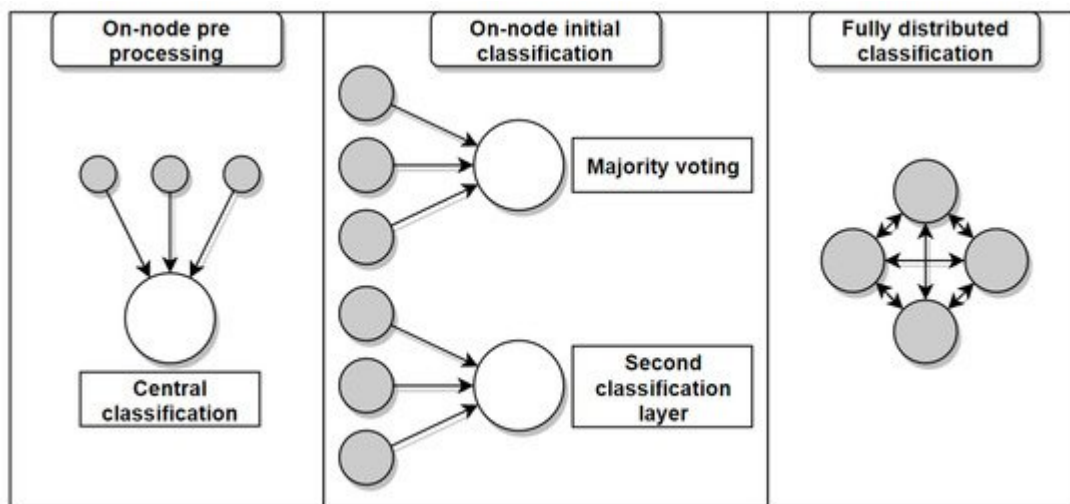 On-node pre
processing
Central
classification
On-node initial
classification
Majority voting
Second
classification
layer
Fully distributed
classification